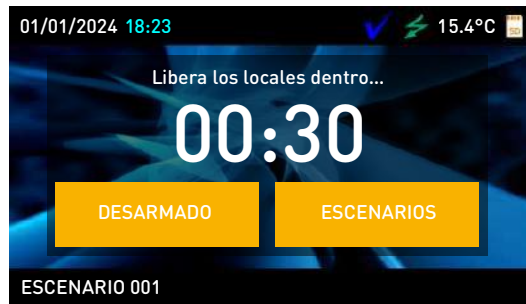 01/01/2024 18:23 15.4°C SD
Libera los locales dentro...
00:30
DESARMADO ESCENARIOS
ESCENARIO 001